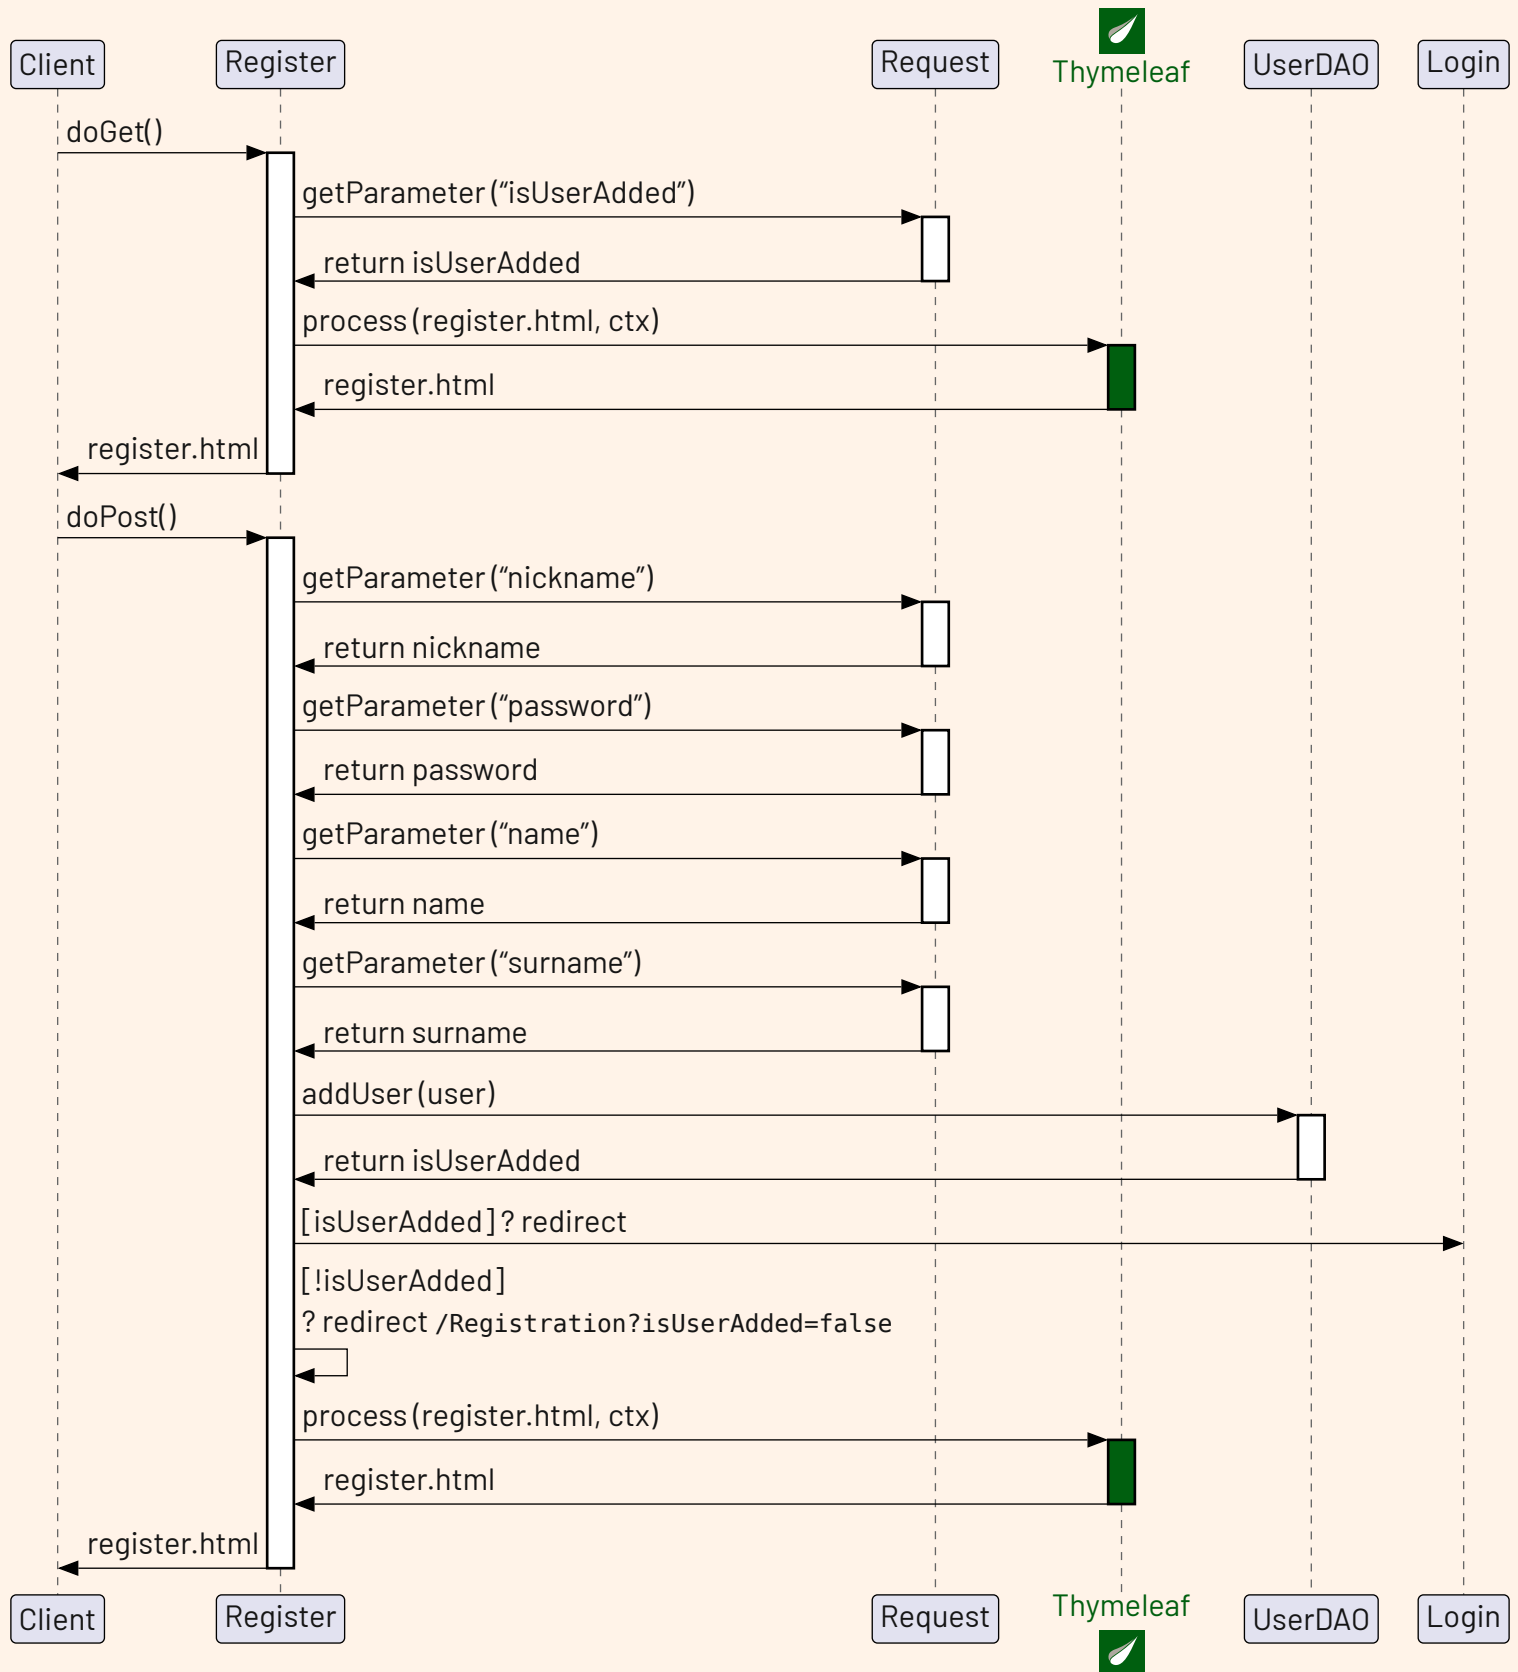 Client
Register
Request
Thymeleaf
UserDAO
Login
doGet()
getParameter(“isUserAdded”)
return isUserAdded
process(register.html, ctx)
register.html
register.html
doPost()
getParameter(“nickname”)
return nickname
getParameter(“password”)
return password
getParameter(“name”)
return name
getParameter(“surname”)
return surname
addUser(user)
return isUserAdded
[isUserAdded]? redirect
[!isUserAdded]
? redirect /Registration?isUserAdded=false
process(register.html, ctx)
register.html
register.html
Client
Register
Request
Thymeleaf
UserDAO
Login